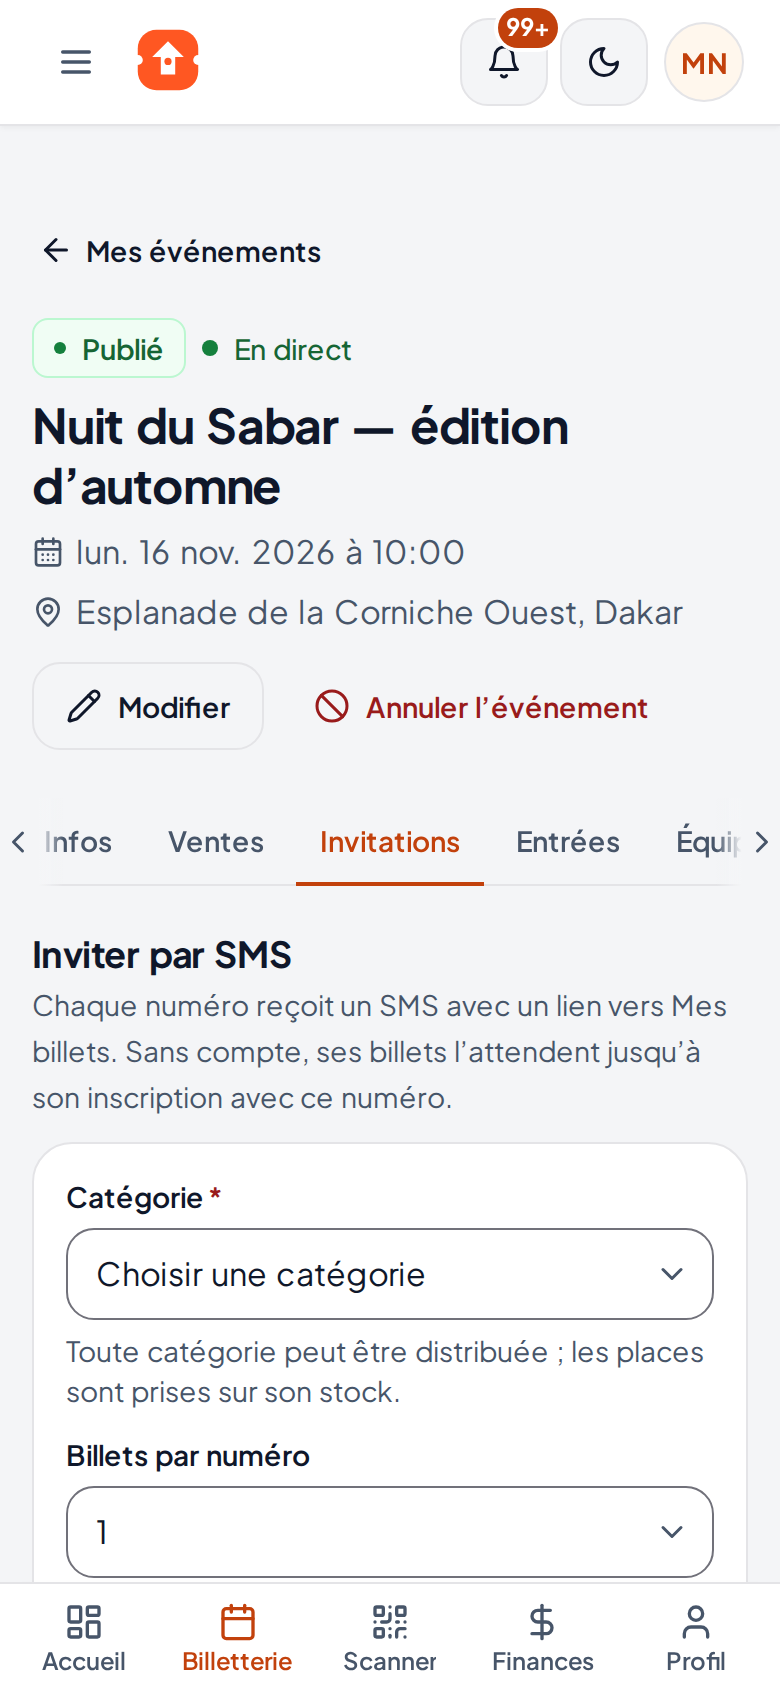 99+
MN
Mes événements
Publié
En direct
Nuit du Sabar — édition
d’automne
lun. 16 nov. 2026 à 10:00
Esplanade de la Corniche Ouest, Dakar
Modifier
Annuler l’événement
Infos
Ventes
Invitations
Entrées
Équip
Inviter par SMS
Chaque numéro reçoit un SMS avec un lien vers Mes
billets. Sans compte, ses billets l’attendent jusqu’à
son inscription avec ce numéro.
Catégorie *
Choisir une catégorie
Toute catégorie peut être distribuée ; les places
sont prises sur son stock.
Billets par numéro
1
Accueil
Billetterie
Scanner
Finances
Profil